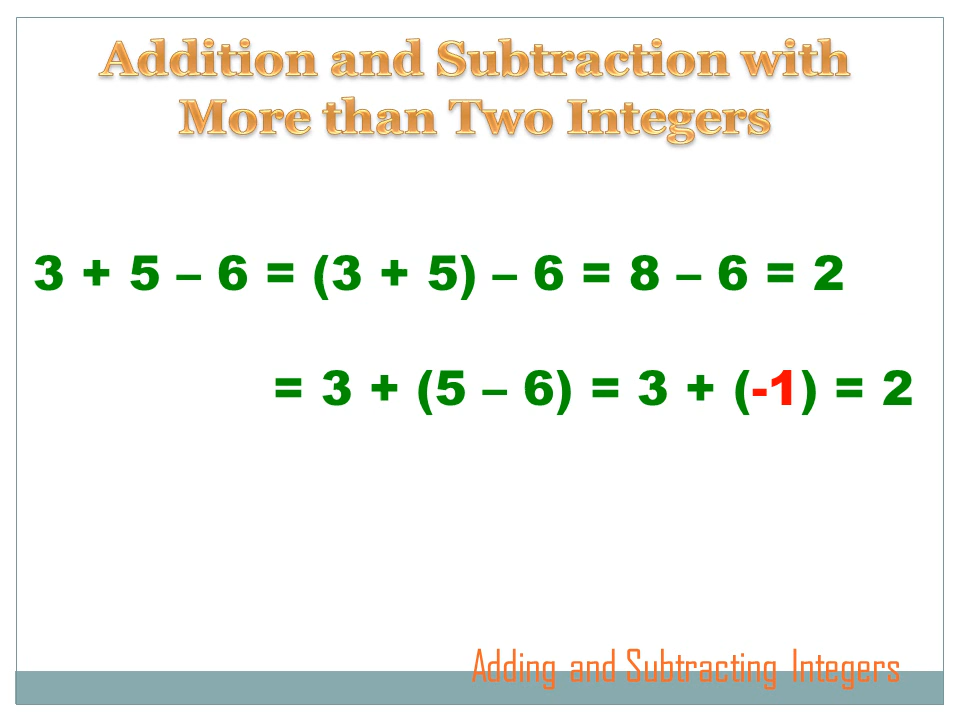 Addition and Subtraction with
More than Two Integers
3 + 5 – 6 = (3 + 5) – 6 = 8 – 6 = 2
= 3 + (5 – 6) = 3 + (-1) = 2
Adding and Subtracting Integers